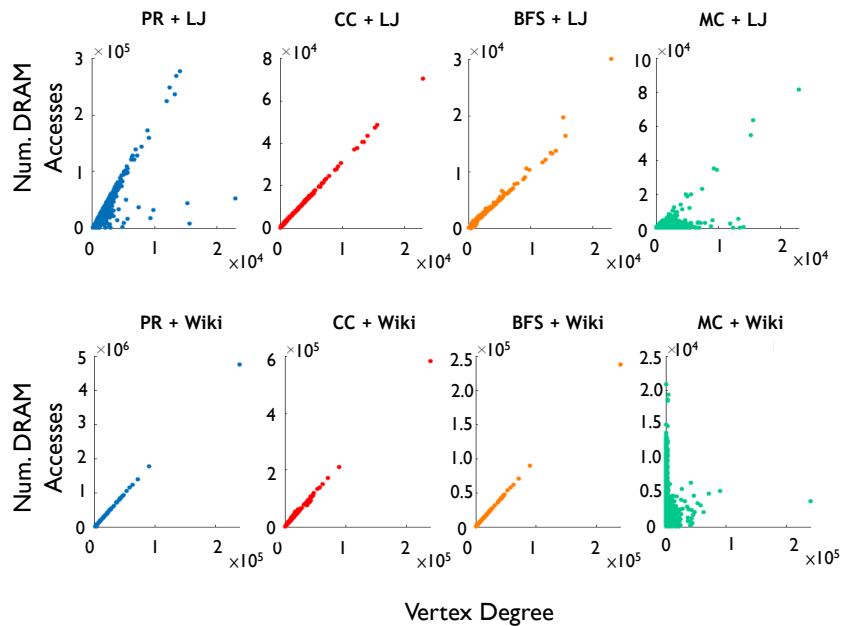 PR + LJ
CC + LJ
BFS + LJ
MC + LJ
Num. DRAM
Accesses
×10^5
3
2
1
0
0 1 2
×10^4
×10^4
8
6
4
2
0
0 1 2
×10^4
×10^4
3
2
1
0
0 1 2
×10^4
×10^4
10
8
6
4
2
0
0 1 2
×10^4
PR + Wiki
CC + Wiki
BFS + Wiki
MC + Wiki
Num. DRAM
Accesses
×10^6
5
4
3
2
1
0
0 1 2
×10^5
×10^5
6
4
2
0
0 1 2
×10^5
×10^5
2.5
2.0
1.5
1.0
0.5
0
0 1 2
×10^5
×10^4
2.5
2.0
1.5
1.0
0.5
0
0 1 2
×10^5
Vertex Degree